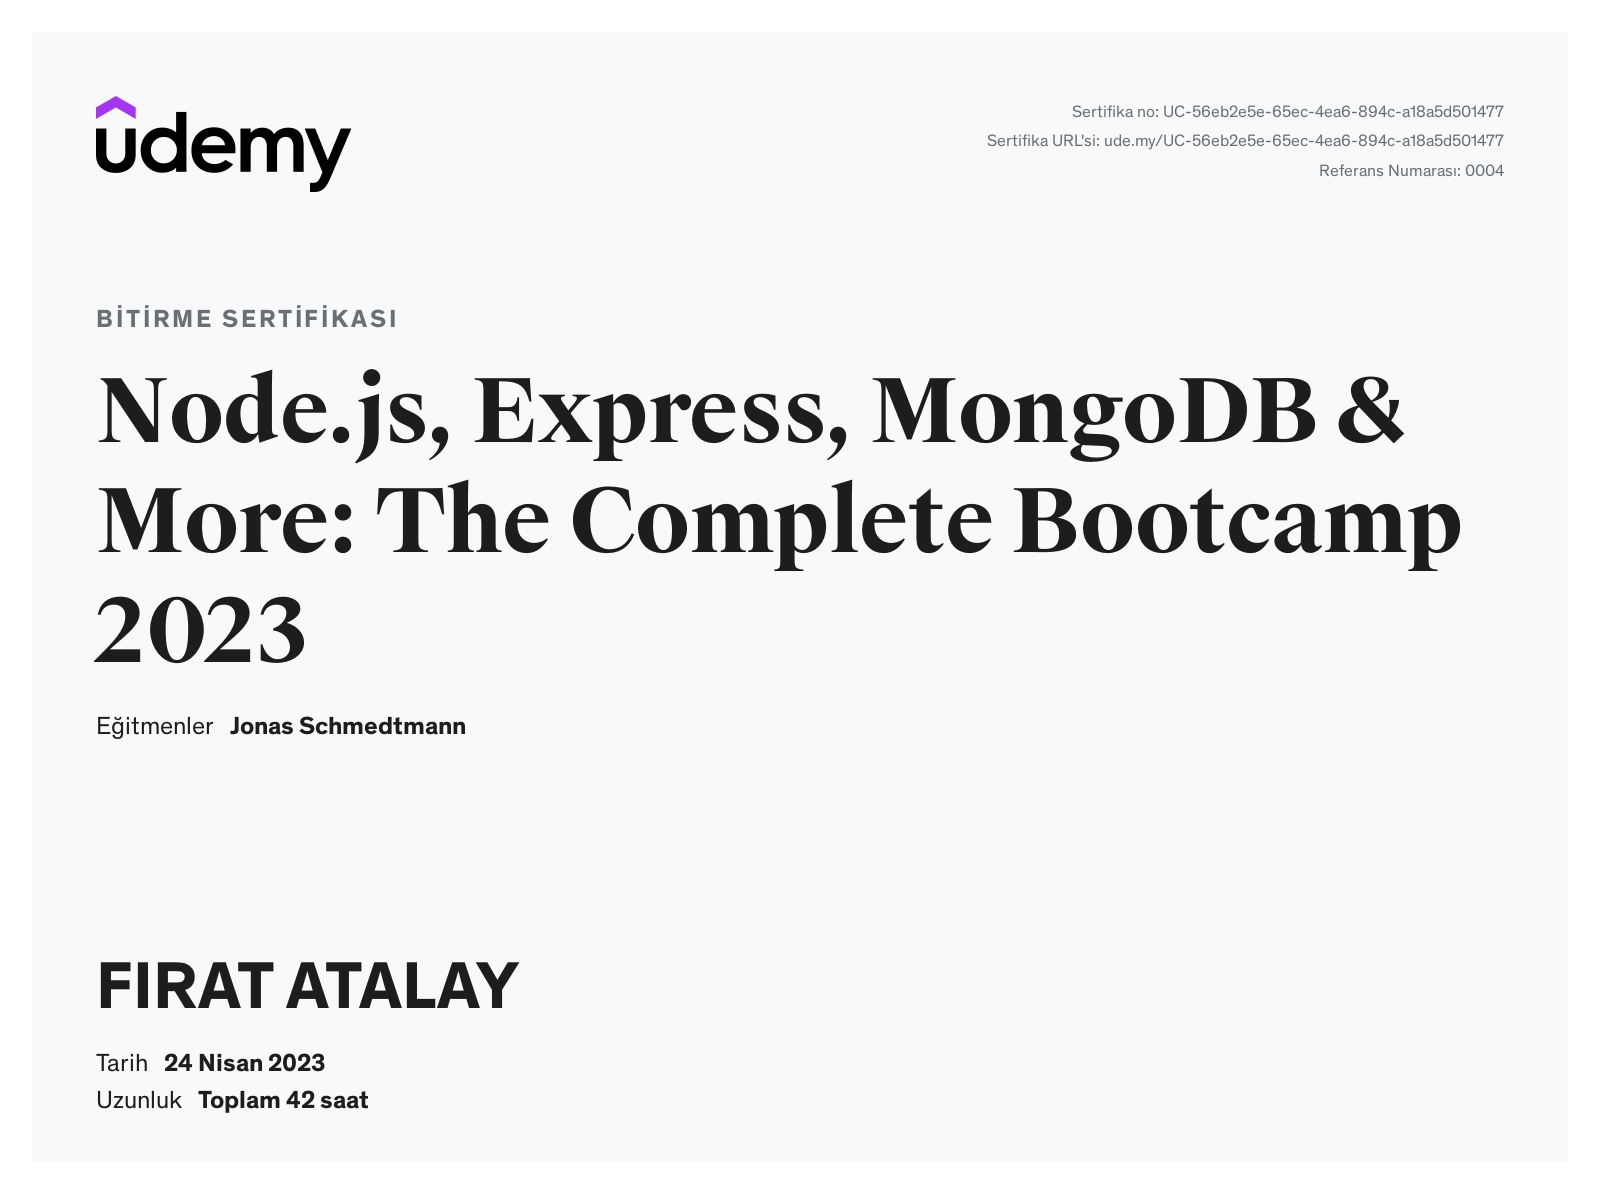 udemy
Sertifika no: UC-56eb2e5e-65ec-4ea6-894c-a18a5d501477
Sertifika URL'si: ude.my/UC-56eb2e5e-65ec-4ea6-894c-a18a5d501477
Referans Numarası: 0004
BİTİRME SERTİFİKASI
Node.js, Express, MongoDB &
More: The Complete Bootcamp
2023
Eğitmenler Jonas Schmedtmann
FIRAT ATALAY
Tarih 24 Nisan 2023
Uzunluk Toplam 42 saat